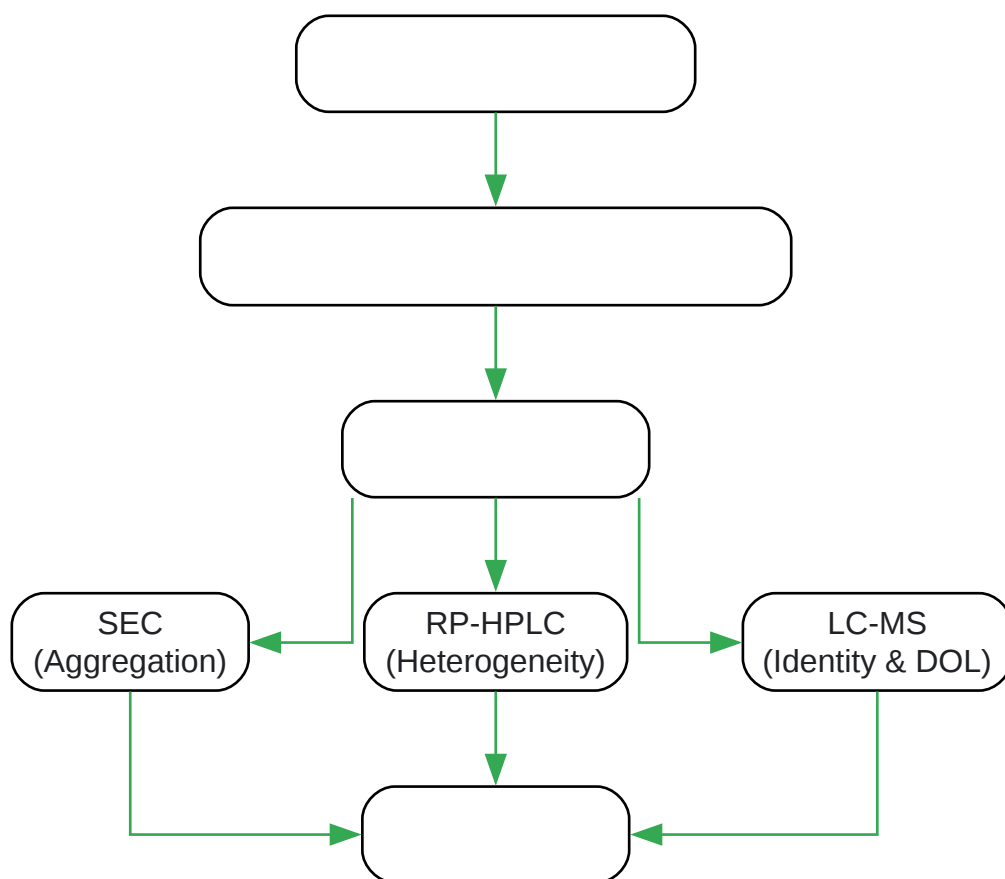 SEC
(Aggregation)
RP-HPLC
(Heterogeneity)
LC-MS
(Identity & DOL)